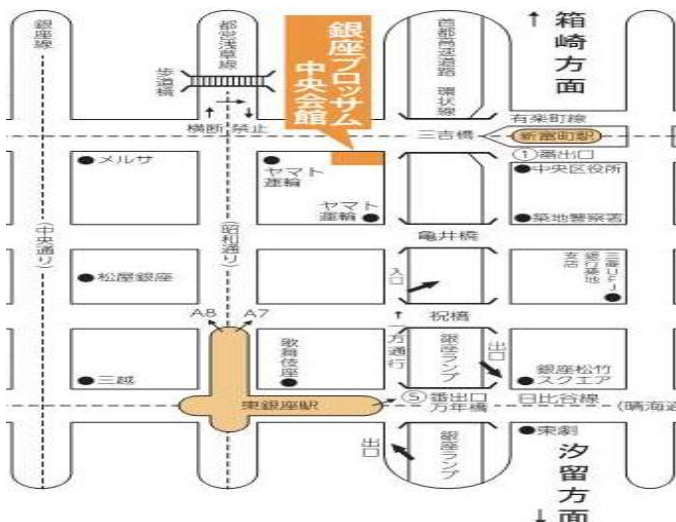 銀座線
都営浅草線
歩道橋
横断禁止
銀座ブロッサム
中央会館
首都高速道路 環状線
↑箱崎方面
有楽町線
三吉橋
新富町駅
①番出口
メルサ
ヤマト
運輸
ヤマト
運輸
中央区役所
築地警察署
(中央通り)
(昭和通り)
亀井橋
松屋銀座
入口
三菱UFJ
銀行築地
支店
A8
A7
↑
一方通行
祝橋
銀座ランプ
出口
三越
歌舞伎座
銀座松竹
スクエア
東銀座駅
⑤番出口
万年橋
日比谷線
(晴海通
出口
銀座ランプ
東劇
汐留方面
↓